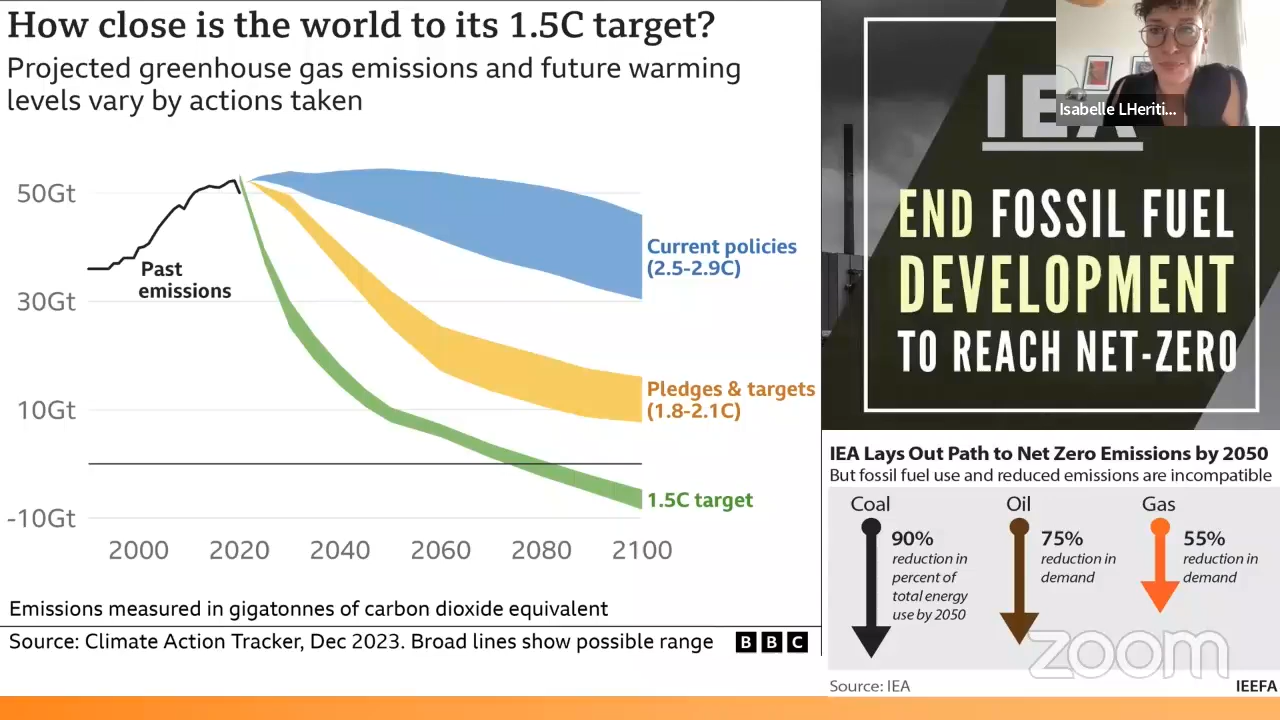 How close is the world to its 1.5C target?
Projected greenhouse gas emissions and future warming
levels vary by actions taken
50Gt
30Gt
10Gt
-10Gt
Past
emissions
Current policies
(2.5-2.9C)
Pledges & targets
(1.8-2.1C)
1.5C target
2000
2020
2040
2060
2080
2100
Emissions measured in gigatonnes of carbon dioxide equivalent
Source: Climate Action Tracker, Dec 2023. Broad lines show possible range
BBC
Isabelle LHeriti...
IEA
END FOSSIL FUEL
DEVELOPMENT
TO REACH NET-ZERO
IEA Lays Out Path to Net Zero Emissions by 2050
But fossil fuel use and reduced emissions are incompatible
Coal
90%
reduction in
percent of
total energy
use by 2050
Oil
75%
reduction in
demand
Gas
55%
reduction in
demand
zoom
Source: IEA
IEEFA